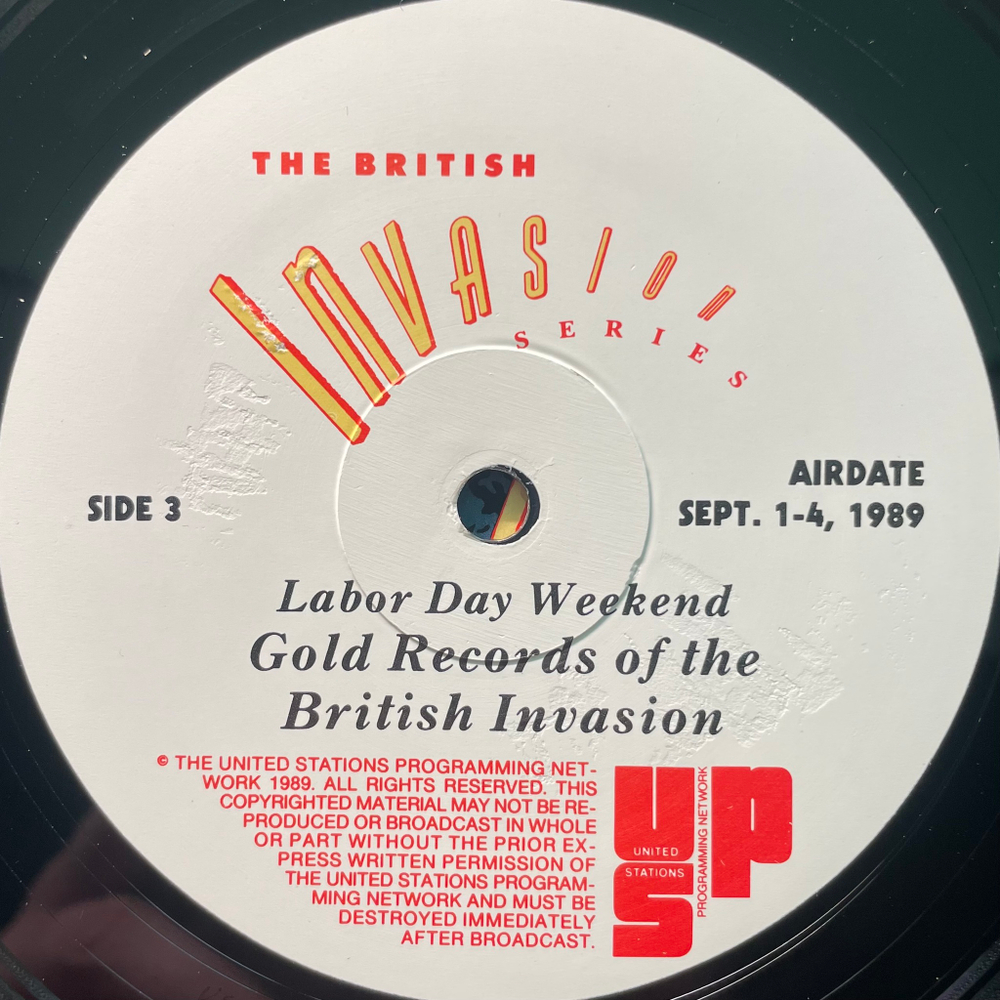 THE BRITISH
INVASION
SERIES
AIRDATE
SIDE 3
SEPT. 1-4, 1989
Labor Day Weekend
Gold Records of the
British Invasion
© THE UNITED STATIONS PROGRAMMING NET-
WORK 1989. ALL RIGHTS RESERVED. THIS
COPYRIGHTED MATERIAL MAY NOT BE RE-
PRODUCED OR BROADCAST IN WHOLE
OR PART WITHOUT THE PRIOR EX-
PRESS WRITTEN PERMISSION OF
THE UNITED STATIONS PROGRAM-
MING NETWORK AND MUST BE
DESTROYED IMMEDIATELY
AFTER BROADCAST.
U
P
S
UNITED
STATIONS
PROGRAMMING NETWORK